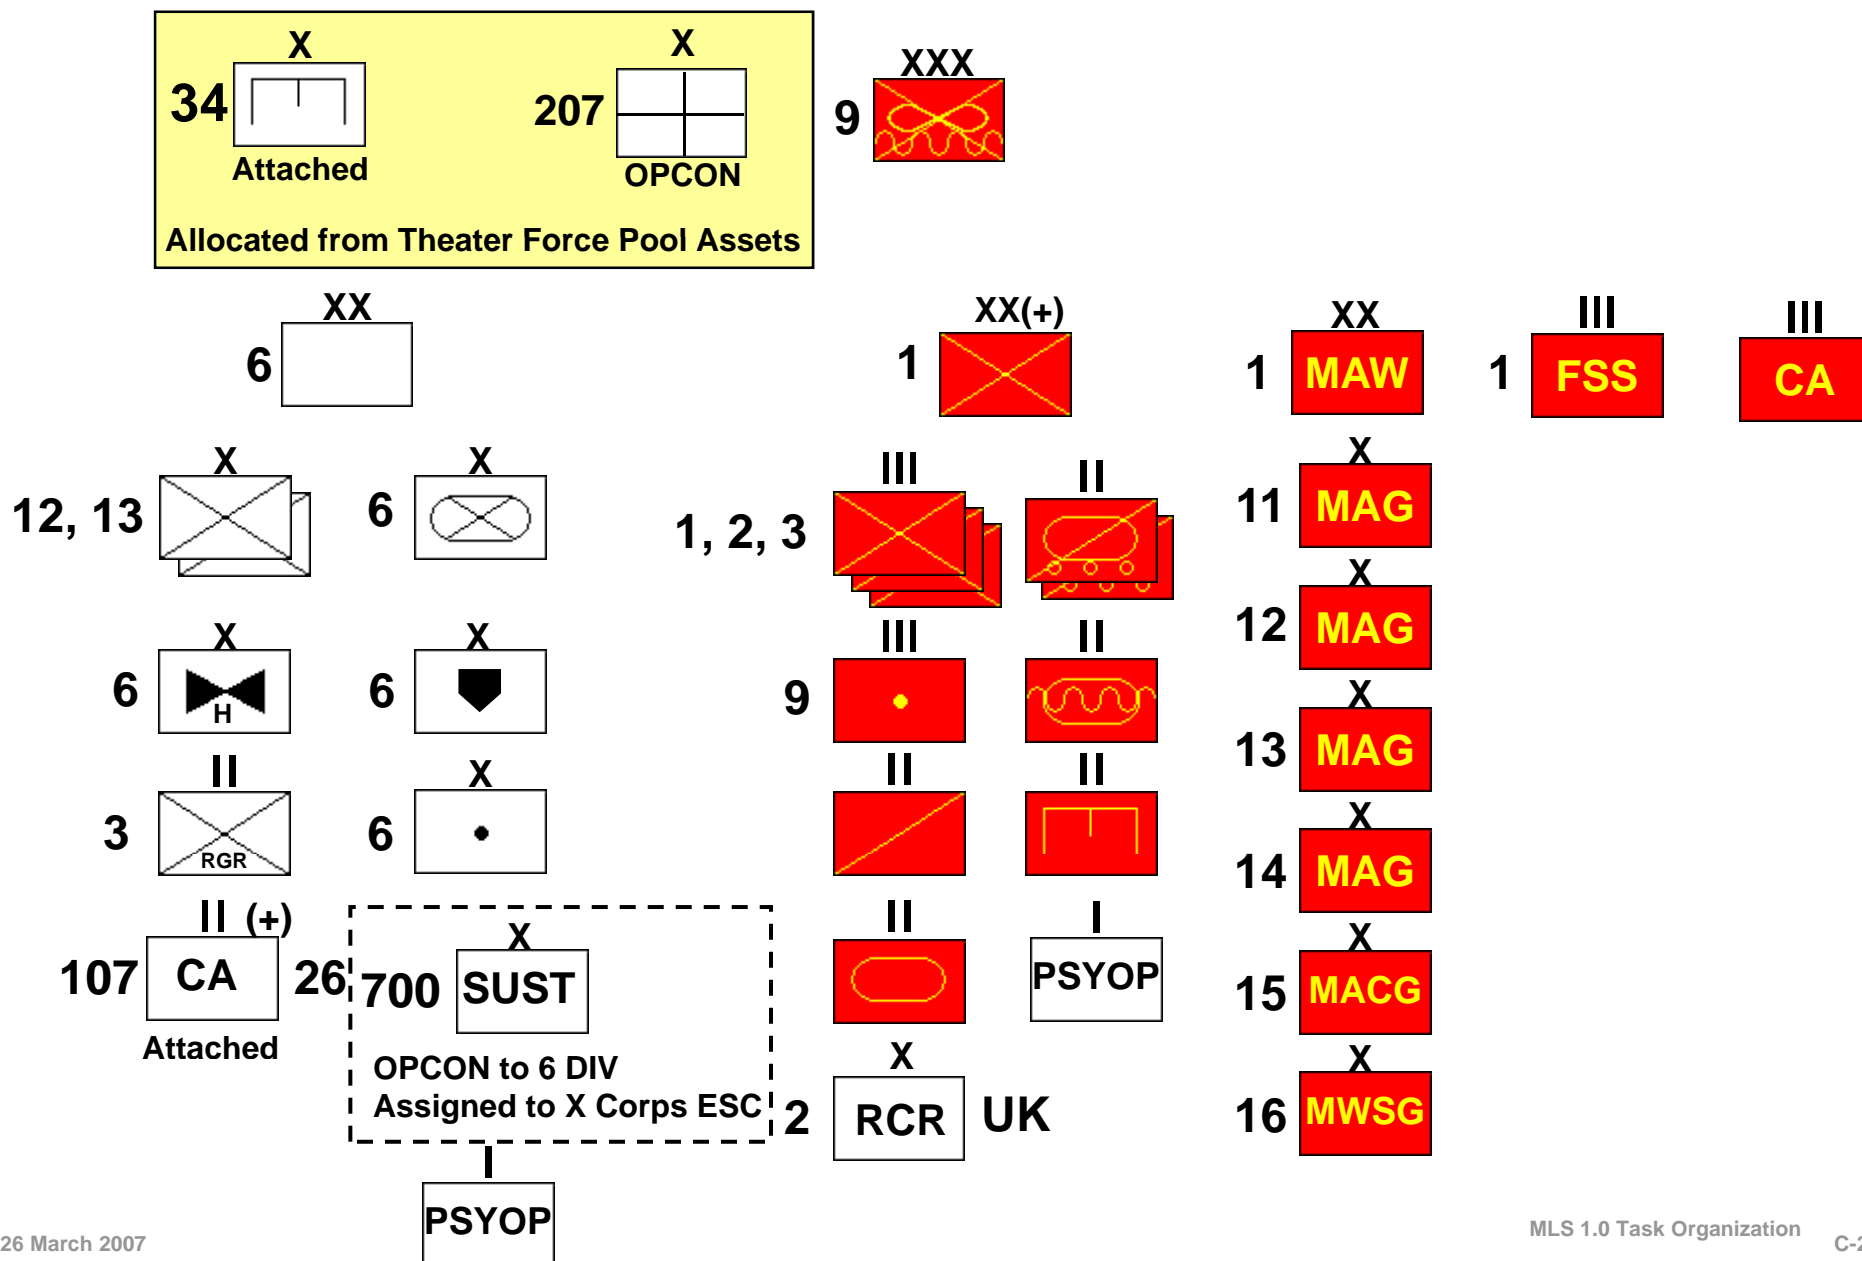 X
34
Attached
X
207
OPCON
Allocated from Theater Force Pool Assets
XXX
9
XX
6
XX(+)
1
XX
1 MAW
III
1 FSS
III
CA
X
12, 13
X
6
III
1, 2, 3
II
X
11 MAG
X
6 H
X
6
III
9
II
X
12 MAG
II
3 RGR
X
6
II
II
X
13 MAG
X
14 MAG
II (+)
107 CA
Attached
26
X
700 SUST
OPCON to 6 DIV
Assigned to X Corps ESC
I
PSYOP
II
I
PSYOP
X
2 RCR UK
X
15 MACG
X
16 MWSG
26 March 2007
MLS 1.0 Task Organization